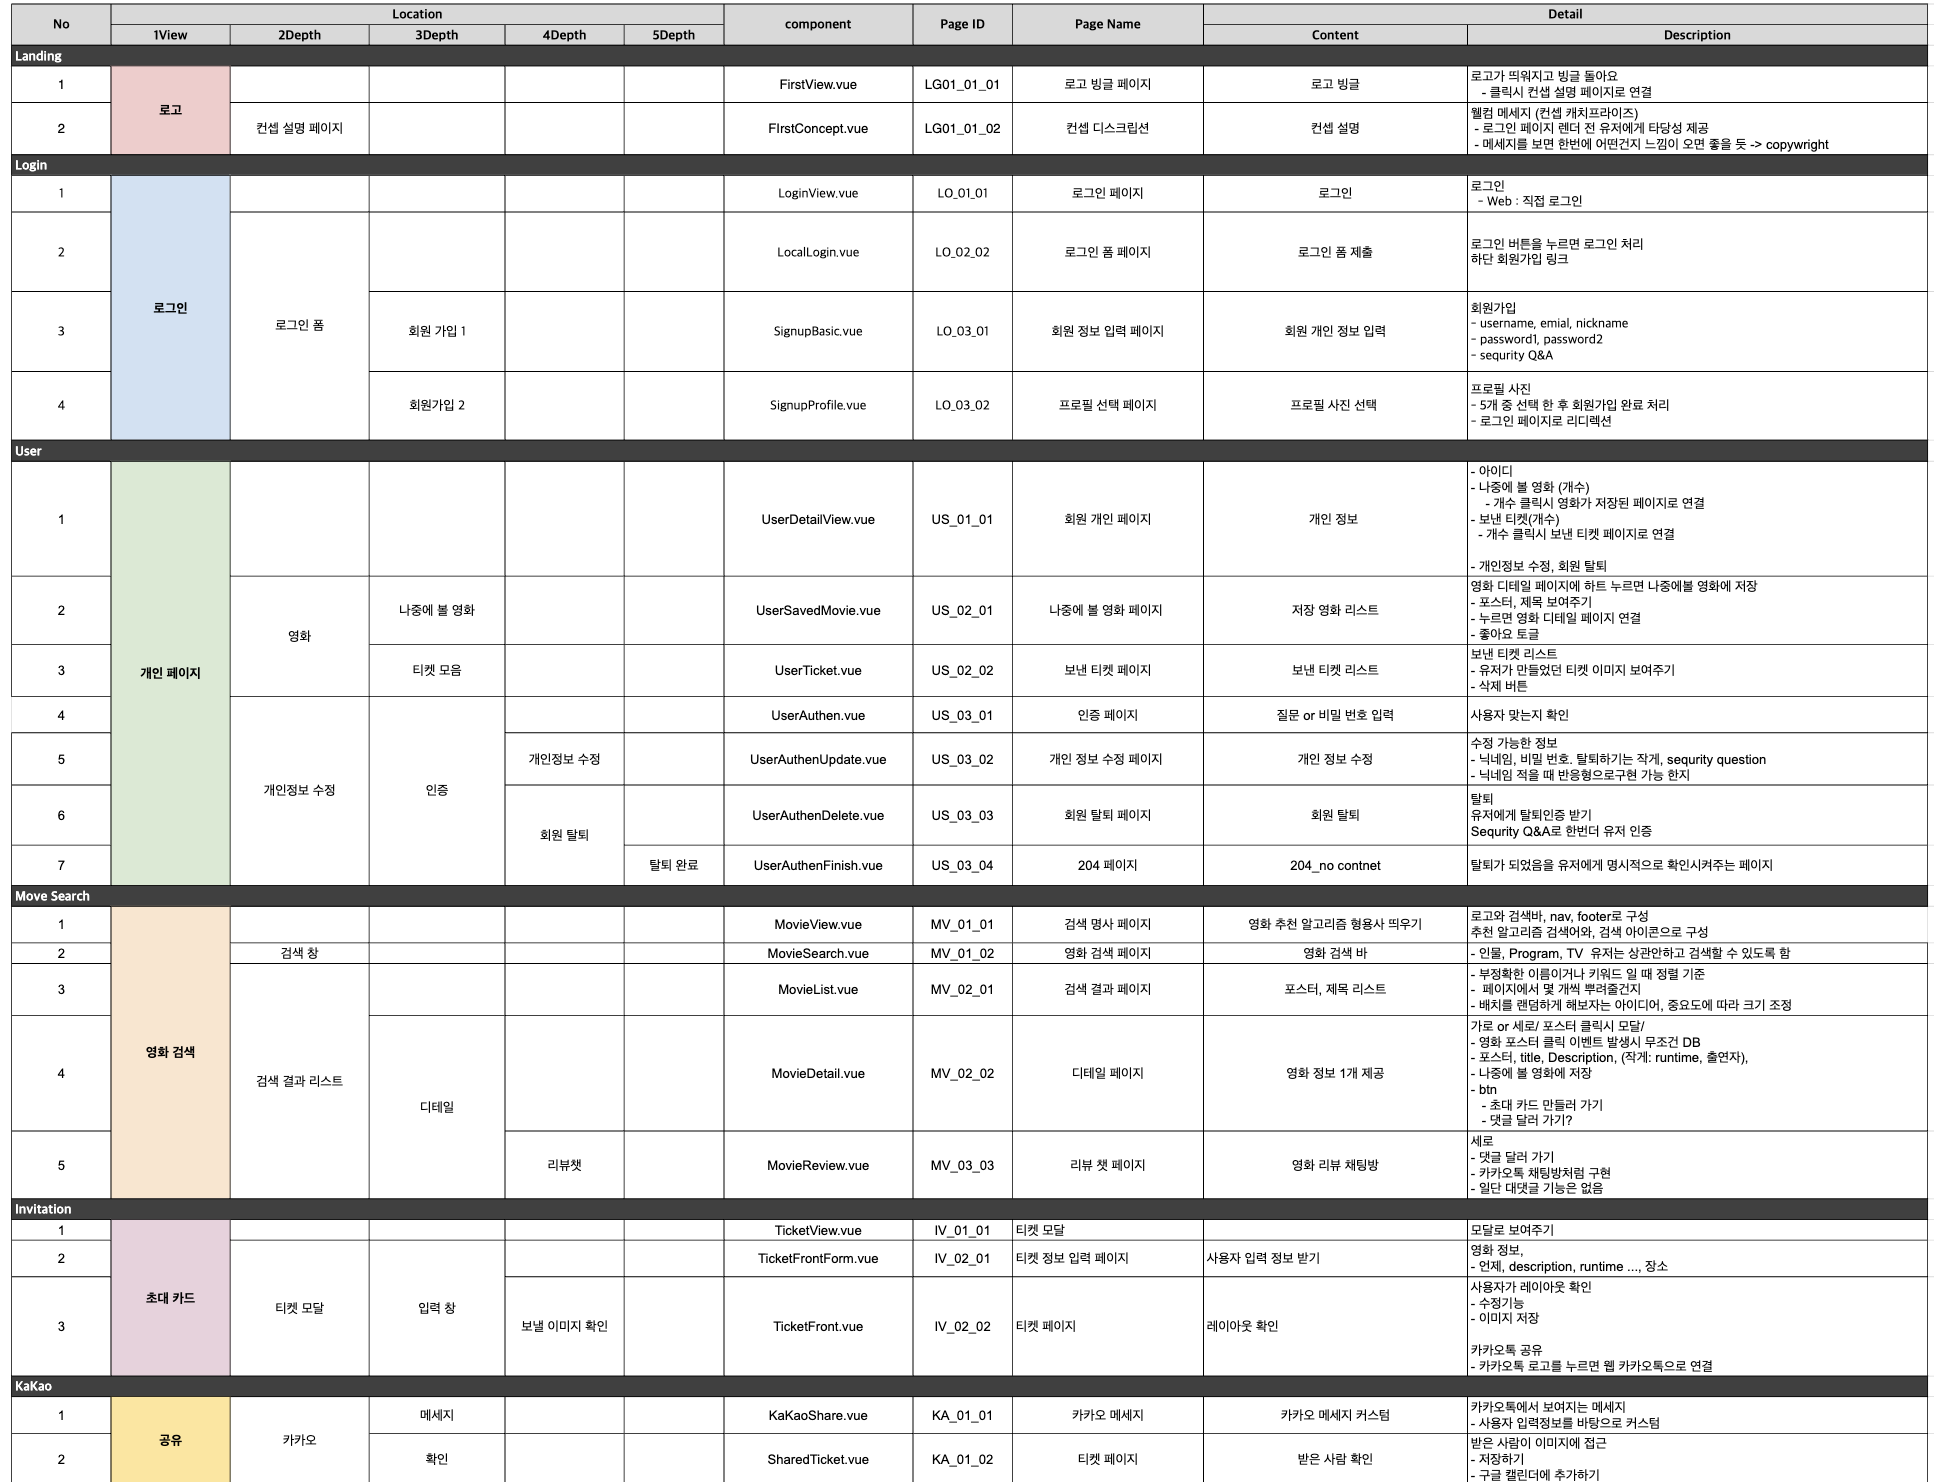 No Location component Page ID Page Name Detail
1View 2Depth 3Depth 4Depth 5Depth Content Description
Landing
로고
1 FirstView.vue LG01_01_01 로고 빙글 페이지 로고 빙글
로고가 띄워지고 빙글 돌아요
- 클릭시 컨샙 설명 페이지로 연결
2 컨셉 설명 페이지 FIrstConcept.vue LG01_01_02 컨셉 디스크립션 컨셉 설명
웰컴 메세지 (컨셉 캐치프라이즈)
- 로그인 페이지 렌더 전 유저에게 타당성 제공
- 메세지를 보면 한번에 어떤건지 느낌이 오면 좋을 듯 -> copywright
Login
로그인
1 LoginView.vue LO_01_01 로그인 페이지 로그인
로그인
- Web : 직접 로그인
로그인 폼
2 LocalLogin.vue LO_02_02 로그인 폼 페이지 로그인 폼 제출
로그인 버튼을 누르면 로그인 처리
하단 회원가입 링크
3 회원 가입 1 SignupBasic.vue LO_03_01 회원 정보 입력 페이지 회원 개인 정보 입력
회원가입
- username, emial, nickname
- password1, password2
- sequrity Q&A
4 회원가입 2 SignupProfile.vue LO_03_02 프로필 선택 페이지 프로필 사진 선택
프로필 사진
- 5개 중 선택 한 후 회원가입 완료 처리
- 로그인 페이지로 리디렉션
User
개인 페이지
1 UserDetailView.vue US_01_01 회원 개인 페이지 개인 정보
- 아이디
- 나중에 볼 영화 (개수)
- 개수 클릭시 영화가 저장된 페이지로 연결
- 보낸 티켓(개수)
- 개수 클릭시 보낸 티켓 페이지로 연결
- 개인정보 수정, 회원 탈퇴
영화
2 나중에 볼 영화 UserSavedMovie.vue US_02_01 나중에 볼 영화 페이지 저장 영화 리스트
영화 디테일 페이지에 하트 누르면 나중에볼 영화에 저장
- 포스터, 제목 보여주기
- 누르면 영화 디테일 페이지 연결
- 좋아요 토글
3 티켓 모음 UserTicket.vue US_02_02 보낸 티켓 페이지 보낸 티켓 리스트
보낸 티켓 리스트
- 유저가 만들었던 티켓 이미지 보여주기
- 삭제 버튼
개인정보 수정 인증
4 UserAuthen.vue US_03_01 인증 페이지 질문 or 비밀 번호 입력 사용자 맞는지 확인
5 개인정보 수정 UserAuthenUpdate.vue US_03_02 개인 정보 수정 페이지 개인 정보 수정
수정 가능한 정보
- 닉네임, 비밀 번호. 탈퇴하기는 작게, sequrity question
- 닉네임 적을 때 반응형으로구현 가능 한지
회원 탈퇴
6 UserAuthenDelete.vue US_03_03 회원 탈퇴 페이지 회원 탈퇴
탈퇴
유저에게 탈퇴인증 받기
Sequrity Q&A로 한번더 유저 인증
7 탈퇴 완료 UserAuthenFinish.vue US_03_04 204 페이지 204_no contnet 탈퇴가 되었음을 유저에게 명시적으로 확인시켜주는 페이지
Move Search
영화 검색
1 MovieView.vue MV_01_01 검색 명사 페이지 영화 추천 알고리즘 형용사 띄우기
로고와 검색바, nav, footer로 구성
추천 알고리즘 검색어와, 검색 아이콘으로 구성
2 검색 창 MovieSearch.vue MV_01_02 영화 검색 페이지 영화 검색 바 - 인물, Program, TV 유저는 상관안하고 검색할 수 있도록 함
검색 결과 리스트
3 MovieList.vue MV_02_01 검색 결과 페이지 포스터, 제목 리스트
- 부정확한 이름이거나 키워드 일 때 정렬 기준
- 페이지에서 몇 개씩 뿌려줄건지
- 배치를 랜덤하게 해보자는 아이디어, 중요도에 따라 크기 조정
디테일
4 MovieDetail.vue MV_02_02 디테일 페이지 영화 정보 1개 제공
가로 or 세로/ 포스터 클릭시 모달/
- 영화 포스터 클릭 이벤트 발생시 무조건 DB
- 포스터, title, Description, (작게: runtime, 출연자),
- 나중에 볼 영화에 저장
- btn
- 초대 카드 만들러 가기
- 댓글 달러 가기?
5 리뷰챗 MovieReview.vue MV_03_03 리뷰 챗 페이지 영화 리뷰 채팅방
세로
- 댓글 달러 가기
- 카카오톡 채팅방처럼 구현
- 일단 대댓글 기능은 없음
Invitation
초대 카드
1 TicketView.vue IV_01_01 티켓 모달 모달로 보여주기
티켓 모달 입력 창
2 TicketFrontForm.vue IV_02_01 티켓 정보 입력 페이지 사용자 입력 정보 받기
영화 정보,
- 언제, description, runtime ..., 장소
3 보낼 이미지 확인 TicketFront.vue IV_02_02 티켓 페이지 레이아웃 확인
사용자가 레이아웃 확인
- 수정기능
- 이미지 저장
카카오톡 공유
- 카카오톡 로고를 누르면 웹 카카오톡으로 연결
KaKao
공유 카카오
1 메세지 KaKaoShare.vue KA_01_01 카카오 메세지 카카오 메세지 커스텀
카카오톡에서 보여지는 메세지
- 사용자 입력정보를 바탕으로 커스텀
2 확인 SharedTicket.vue KA_01_02 티켓 페이지 받은 사람 확인
받은 사람이 이미지에 접근
- 저장하기
- 구글 캘린더에 추가하기